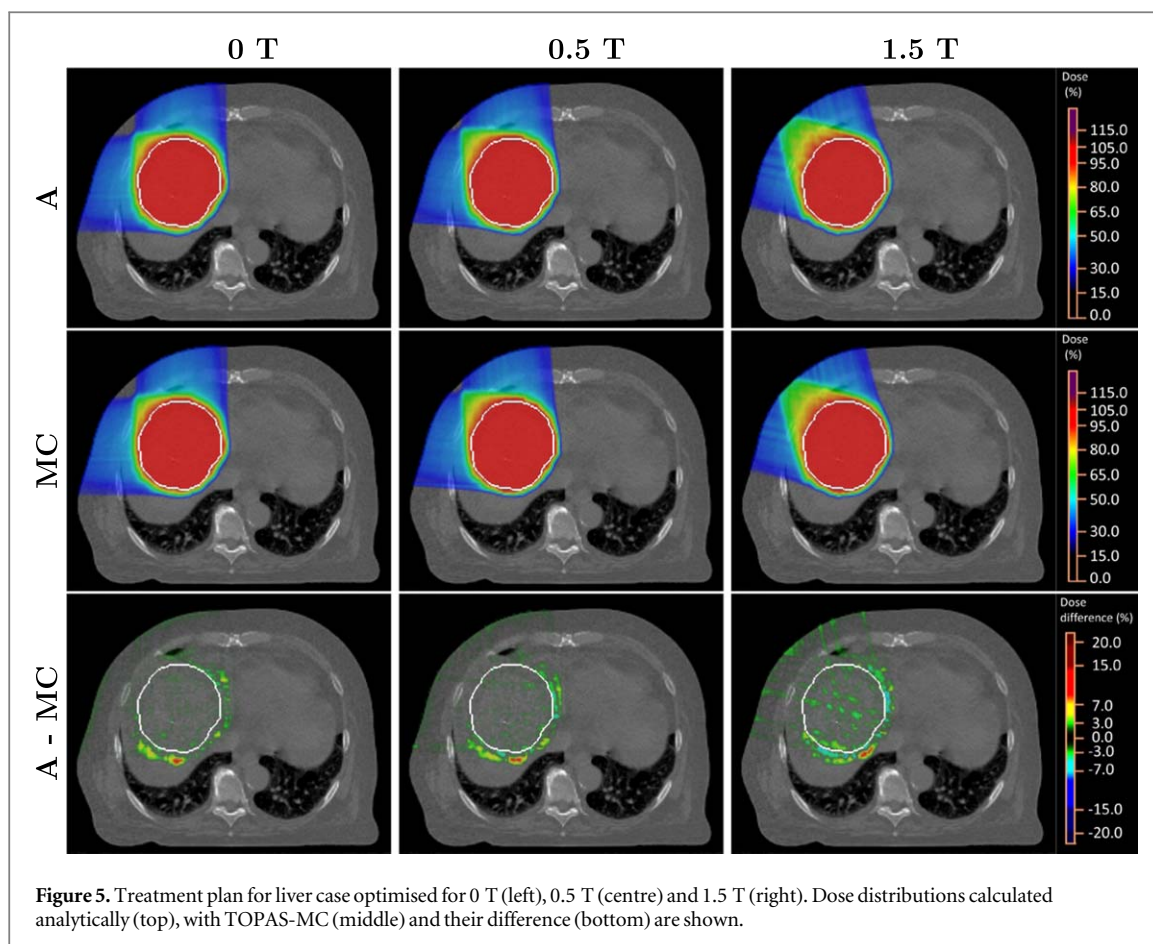 0 T 0.5 T 1.5 T
A
Dose
(%)
115.0
105.0
95.0
80.0
65.0
50.0
30.0
15.0
0.0
MC
Dose
(%)
115.0
105.0
95.0
80.0
65.0
50.0
30.0
15.0
0.0
A - MC
Dose
difference (%)
20.0
15.0
7.0
3.0
0.0
-3.0
-7.0
-15.0
-20.0
Figure 5. Treatment plan for liver case optimised for 0 T (left), 0.5 T (centre) and 1.5 T (right). Dose distributions calculated
analytically (top), with TOPAS-MC (middle) and their difference (bottom) are shown.